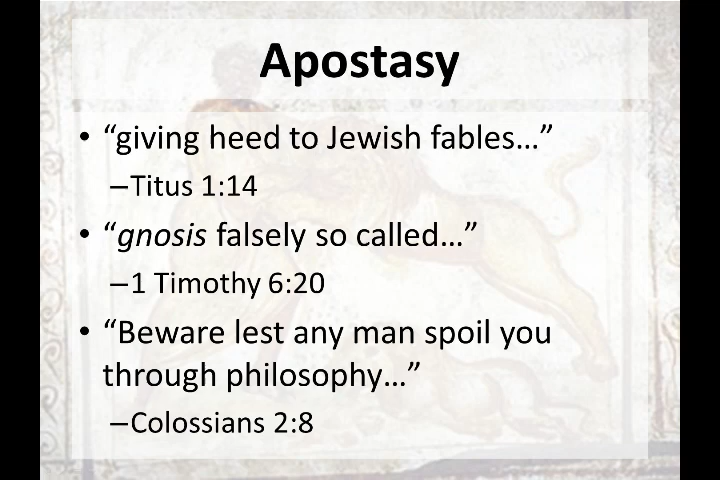 Apostasy
• “giving heed to Jewish fables…”
–Titus 1:14
• “gnosis falsely so called…”
–1 Timothy 6:20
• “Beware lest any man spoil you
through philosophy…”
–Colossians 2:8